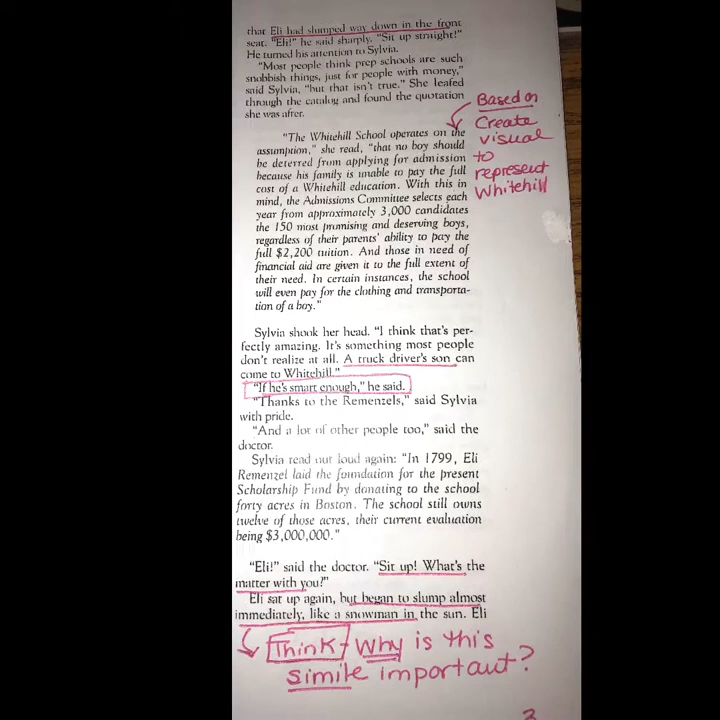 that Eli had slumped way down in the front
seat. "Eli!" he said sharply. "Sit up straight!"
He turned his attention to Sylvia.
"Most people think prep schools are such
snobbish things, just for people with money,"
said Sylvia, "but that isn't true." She leafed
through the catalog and found the quotation
she was after.
Based on
Create
visual
to
represent
Whitehill
"The Whitehill School operates on the
assumption," she read, "that no boy should
be deterred from applying for admission
because his family is unable to pay the full
cost of a Whitehill education. With this in
mind, the Admissions Committee selects each
year from approximately 3,000 candidates
the 150 most promising and deserving boys,
regardless of their parents' ability to pay the
full $2,200 tuition. And those in need of
financial aid are given it to the full extent of
their need. In certain instances, the school
will even pay for the clothing and transporta-
tion of a boy."
Sylvia shook her head. "I think that's per-
fectly amazing. It's something most people
don't realize at all. A truck driver's son can
come to Whitehill."
"If he's smart enough," he said.
"Thanks to the Remenzels," said Sylvia
with pride.
"And a lot of other people too," said the
doctor.
Sylvia read out loud again: "In 1799, Eli
Remenzel laid the foundation for the present
Scholarship Fund by donating to the school
forty acres in Boston. The school still owns
twelve of those acres, their current evaluation
being $3,000,000."
"Eli!" said the doctor. "Sit up! What's the
matter with you?"
Eli sat up again, but began to slump almost
immediately, like a snowman in the sun. Eli
Think - Why is this
simile important?